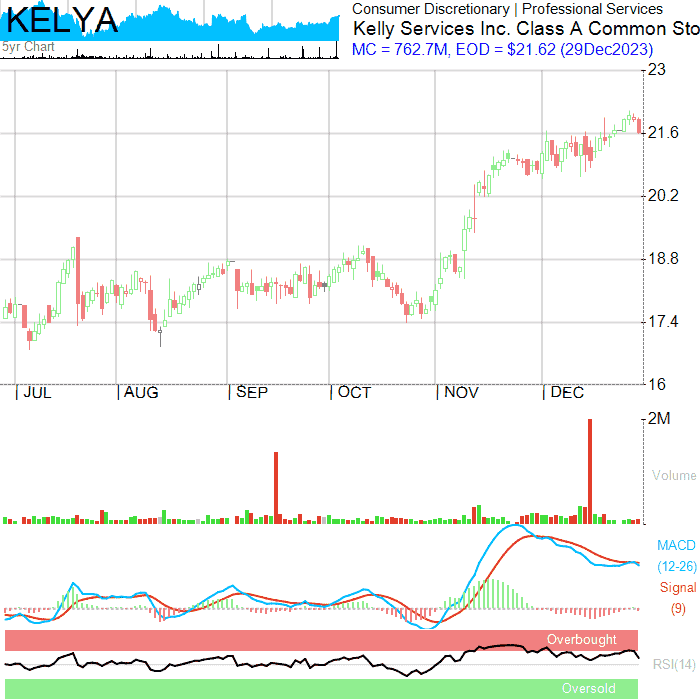 KELYA
5yr Chart
Consumer Discretionary | Professional Services
Kelly Services Inc. Class A Common Sto
MC = 762.7M, EOD = $21.62 (29Dec2023)
23
21.6
20.2
18.8
17.4
16
JUL AUG SEP OCT NOV DEC
2M
Volume
MACD
(12-26)
Signal
(9)
Overbought
RSI(14)
Oversold